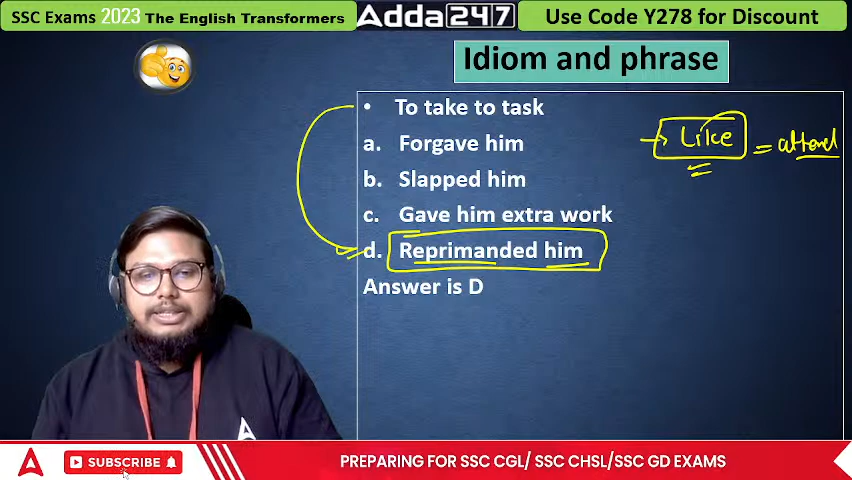 SSC Exams 2023 The English Transformers
Adda247
Use Code Y278 for Discount
Idiom and phrase
• To take to task
a. Forgave him
b. Slapped him
c. Gave him extra work
d. Reprimanded him
Answer is D
Like
=
SUBSCRIBE
PREPARING FOR SSC CGL/ SSC CHSL/SSC GD EXAMS